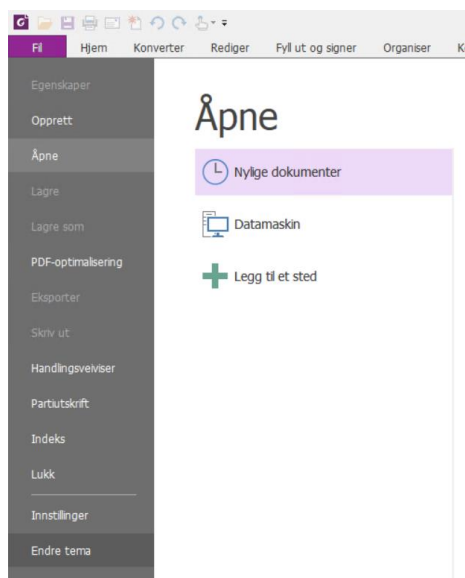 Fil Hjem Konverter Rediger Fyll ut og signer Organiser
Egenskaper
Opprett
Åpne
Lagre
Lagre som
PDF-optimalisering
Eksporter
Skriv ut
Handlingsveiviser
Partiutskrift
Indeks
Lukk
Innstillinger
Endre tema
Åpne
Nylige dokumenter
Datamaskin
Legg til et sted